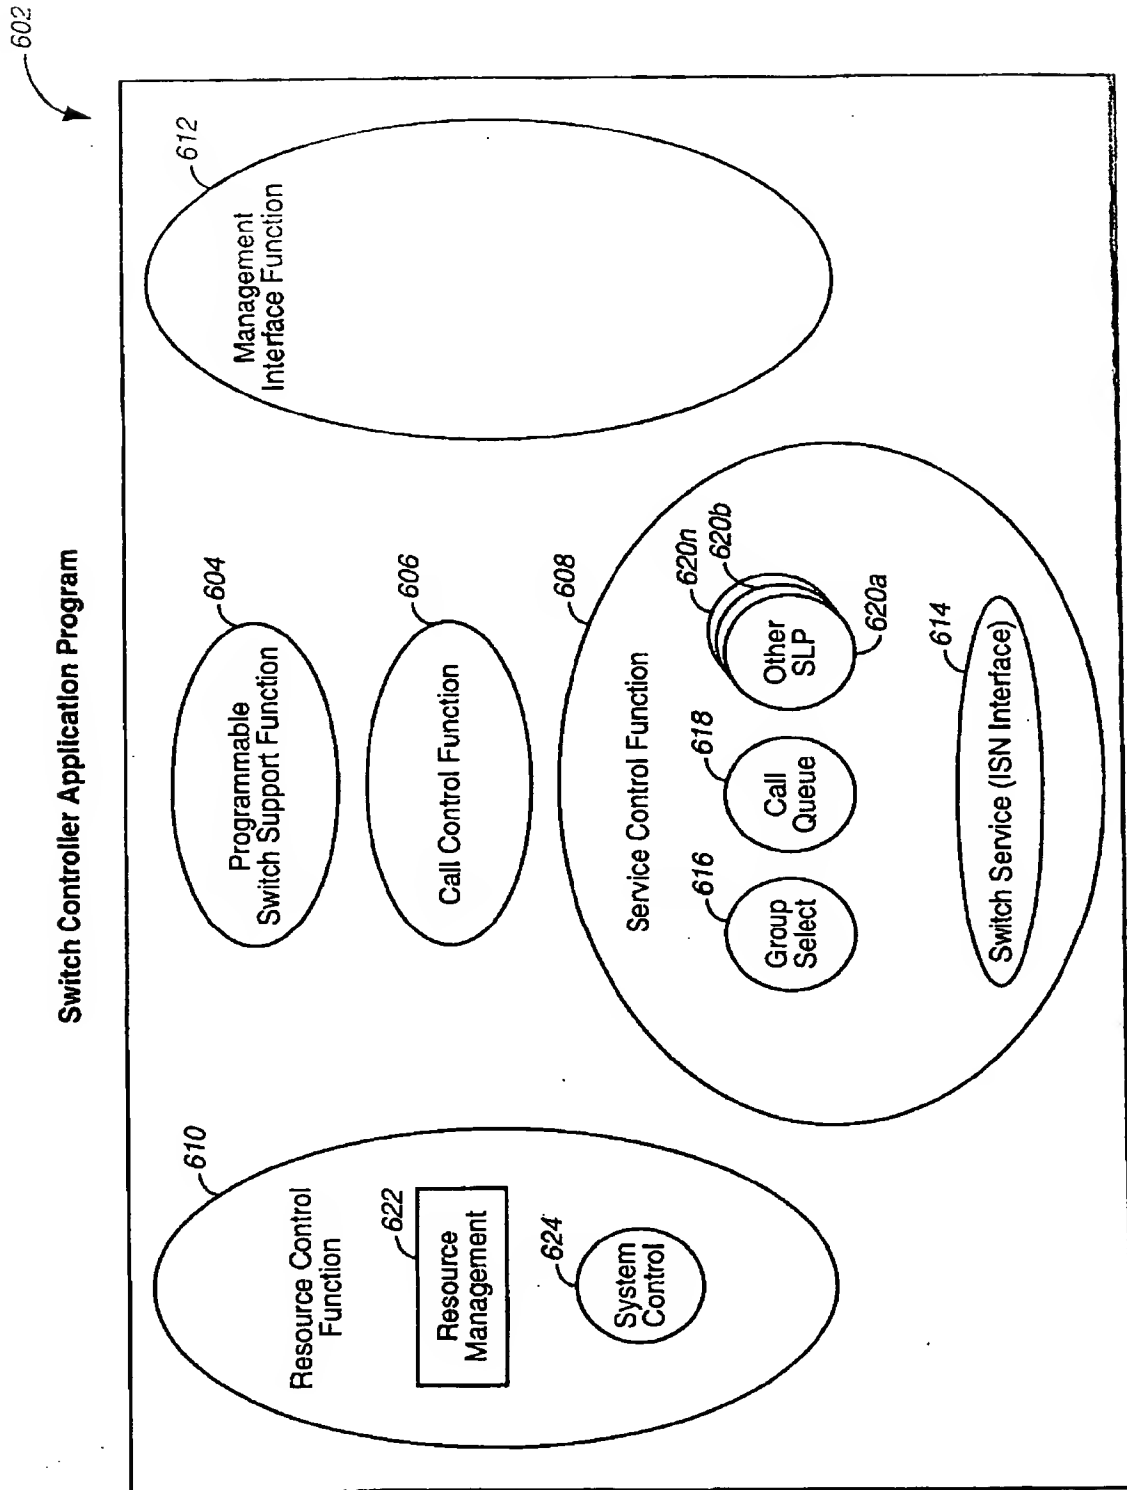 Switch Controller Application Program
602
610
Resource Control
Function
622
Resource
Management
624
System
Control
604
Programmable
Switch Support Function
606
Call Control Function
608
Service Control Function
616
Group
Select
618
Call
Queue
620n
620b
Other
SLP
620a
614
Switch Service (ISN Interface)
612
Management
Interface Function